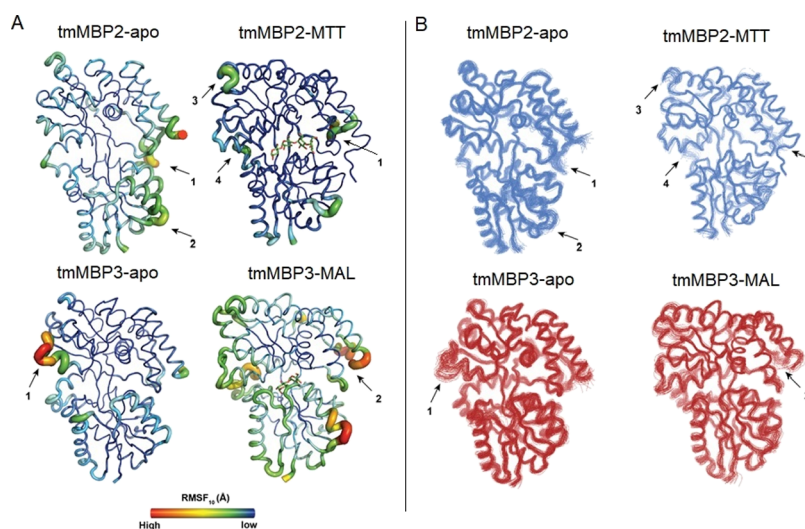 A
tmMBP2-apo
tmMBP2-MTT
3
4
1
1
2
tmMBP3-apo
tmMBP3-MAL
1
2
RMSF10 (Å)
High
low
B
tmMBP2-apo
tmMBP2-MTT
3
4
1
2
tmMBP3-apo
tmMBP3-MAL
1